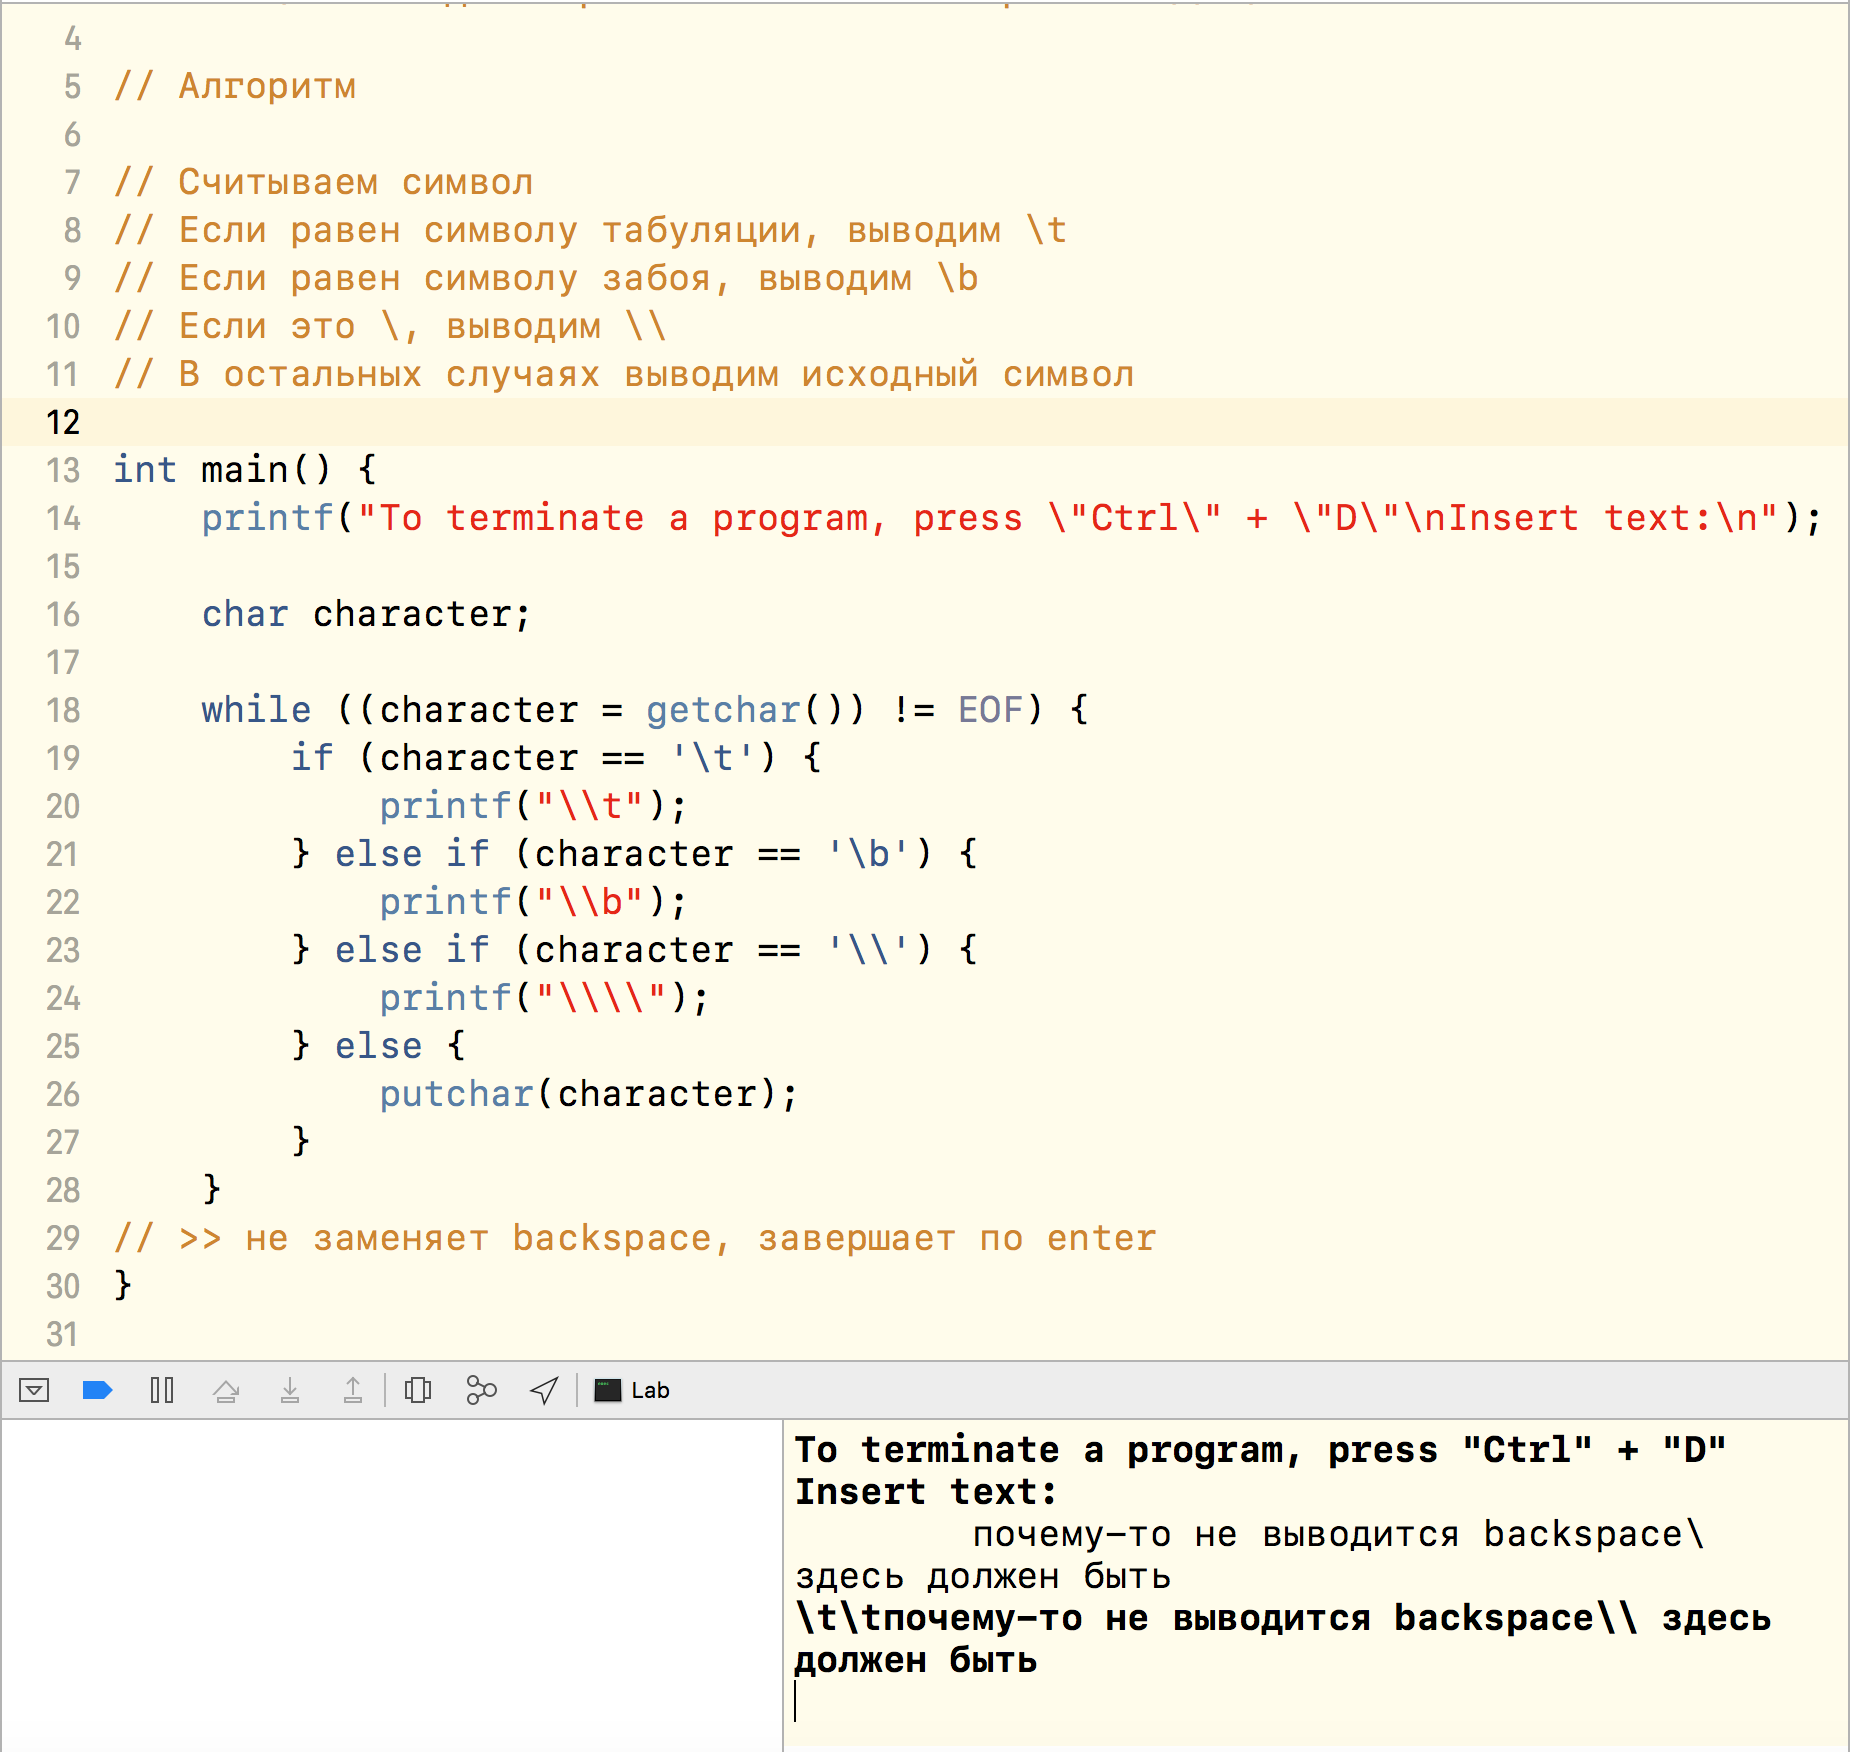 4
5 // Алгоритм
6
7 // Считываем символ
8 // Если равен символу табуляции, выводим \t
9 // Если равен символу забоя, выводим \b
10 // Если это \, выводим \\
11 // В остальных случаях выводим исходный символ
12
13 int main() {
14     printf("To terminate a program, press \"Ctrl\" + \"D\"\nInsert text:\n");
15
16     char character;
17
18     while ((character = getchar()) != EOF) {
19         if (character == '\t') {
20             printf("\\t");
21         } else if (character == '\b') {
22             printf("\\b");
23         } else if (character == '\\') {
24             printf("\\\\");
25         } else {
26             putchar(character);
27         }
28     }
29 // >> не заменяет backspace, завершает по enter
30 }
31
Lab
To terminate a program, press "Ctrl" + "D"
Insert text:
        почему-то не выводится backspace\
здесь должен быть
\t\tпочему-то не выводится backspace\\ здесь
должен быть